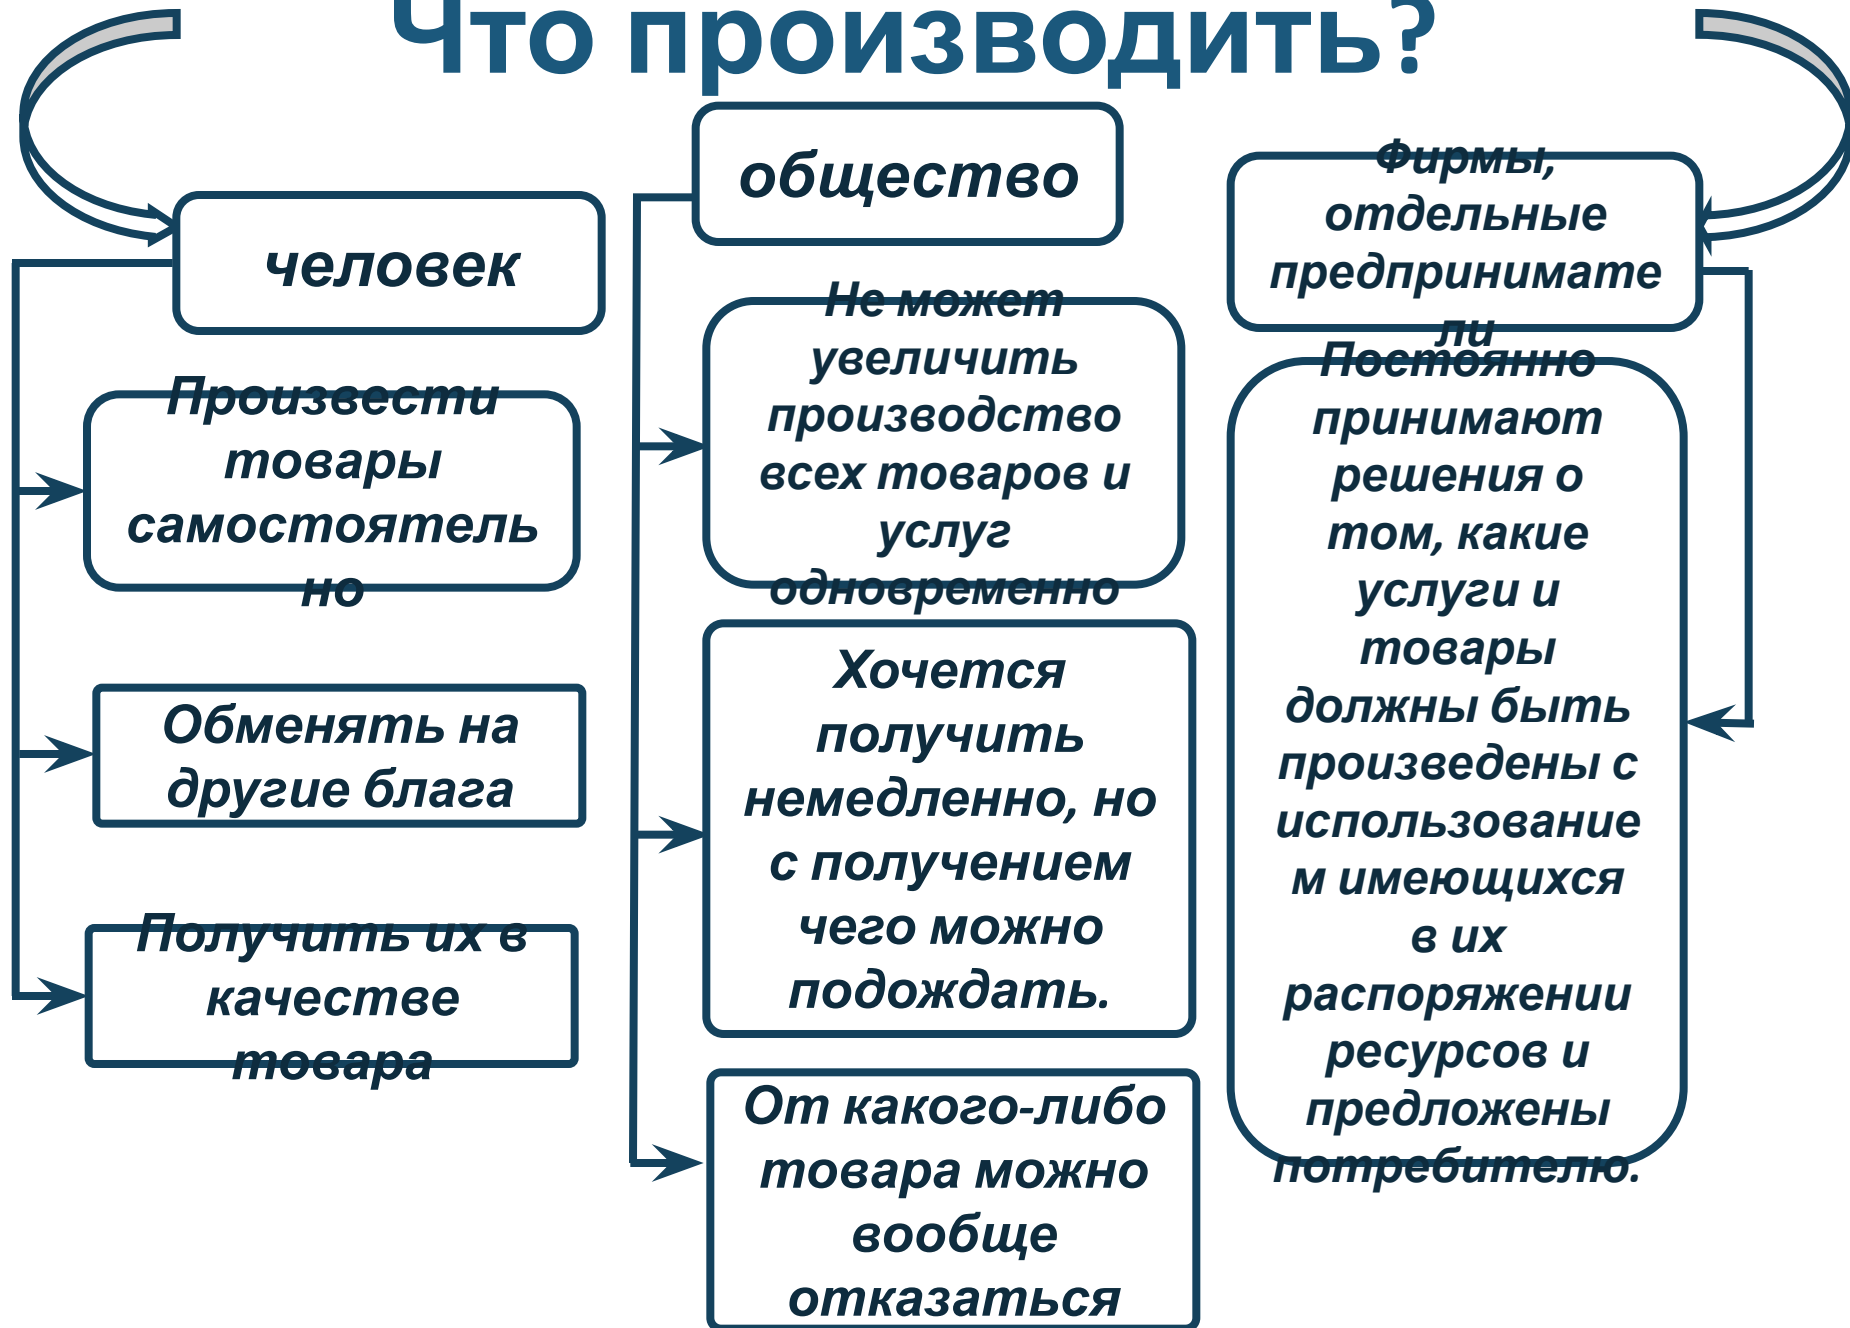 Что производить?
человек
Произвести
товары
самостоятель
но
Обменять на
другие блага
Получить их в
качестве
товара
общество
Не может
увеличить
производство
всех товаров и
услуг
одновременно
Хочется
получить
немедленно, но
с получением
чего можно
подождать.
От какого-либо
товара можно
вообще
отказаться
Фирмы,
отдельные
предпринимате
ли
Постоянно
принимают
решения о
том, какие
услуги и
товары
должны быть
произведены с
использование
м имеющихся
в их
распоряжении
ресурсов и
предложены
потребителю.